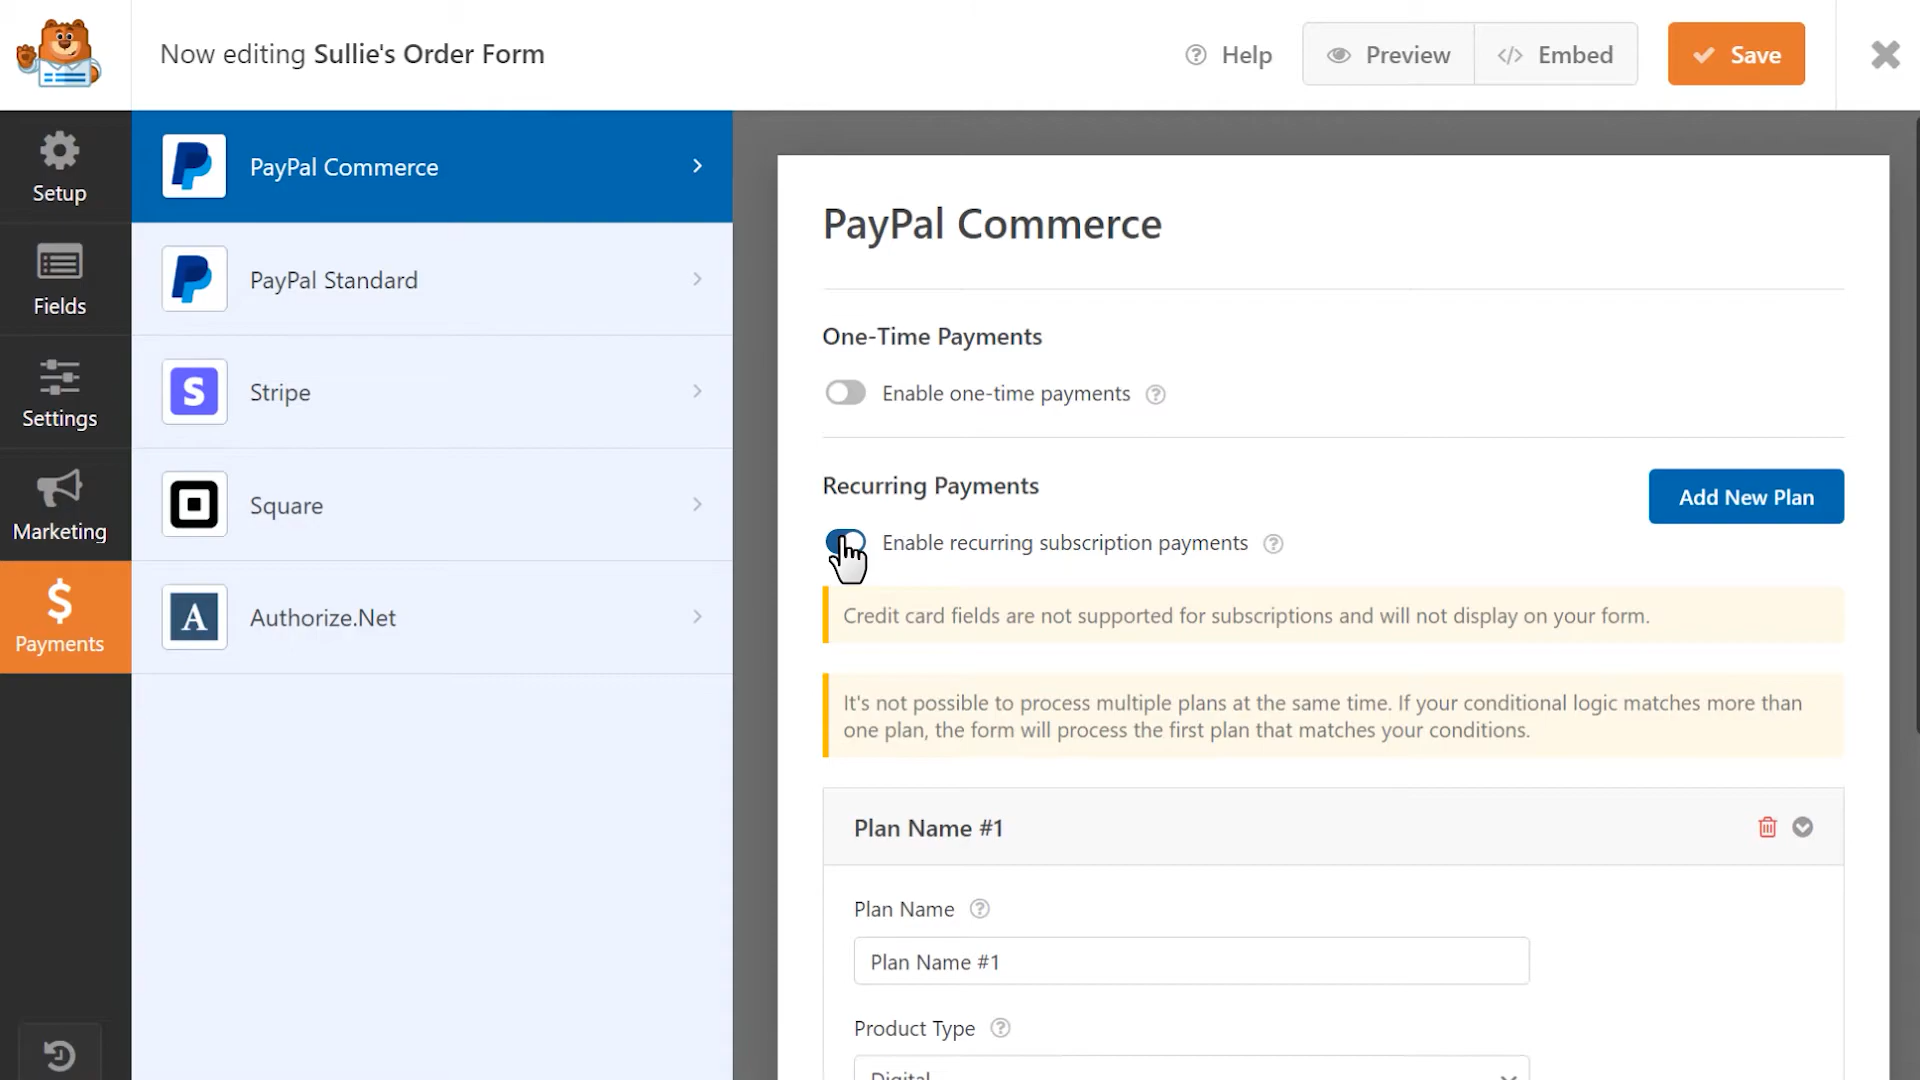 Now editing Sullie's Order Form
Help
Preview
Embed
Save
Setup
Fields
Settings
Marketing
Payments
PayPal Commerce
PayPal Standard
S
Stripe
Square
A
Authorize.Net
PayPal Commerce
One-Time Payments
Enable one-time payments
Recurring Payments
Add New Plan
Enable recurring subscription payments
Credit card fields are not supported for subscriptions and will not display on your form.
It's not possible to process multiple plans at the same time. If your conditional logic matches more than
one plan, the form will process the first plan that matches your conditions.
Plan Name #1
Plan Name
Plan Name #1
Product Type
Digital